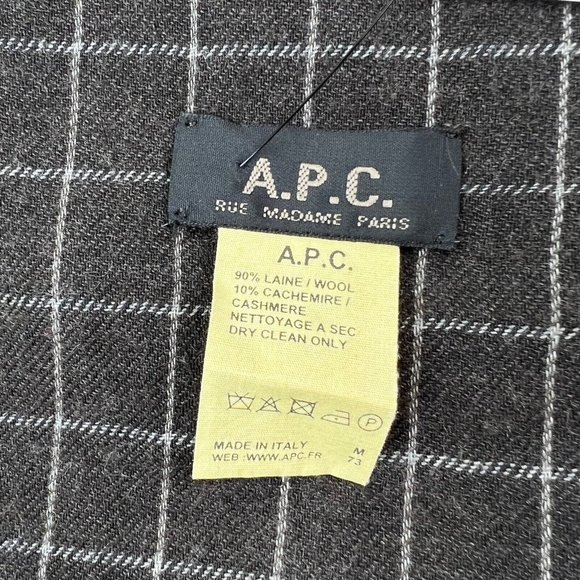 A.P.C.
RUE MADAME PARIS
A.P.C.
90% LAINE / WOOL
10% CACHEMIRE /
CASHMERE
NETTOYAGE A SEC
DRY CLEAN ONLY
P
MADE IN ITALY M
WEB :WWW.APC.FR 73